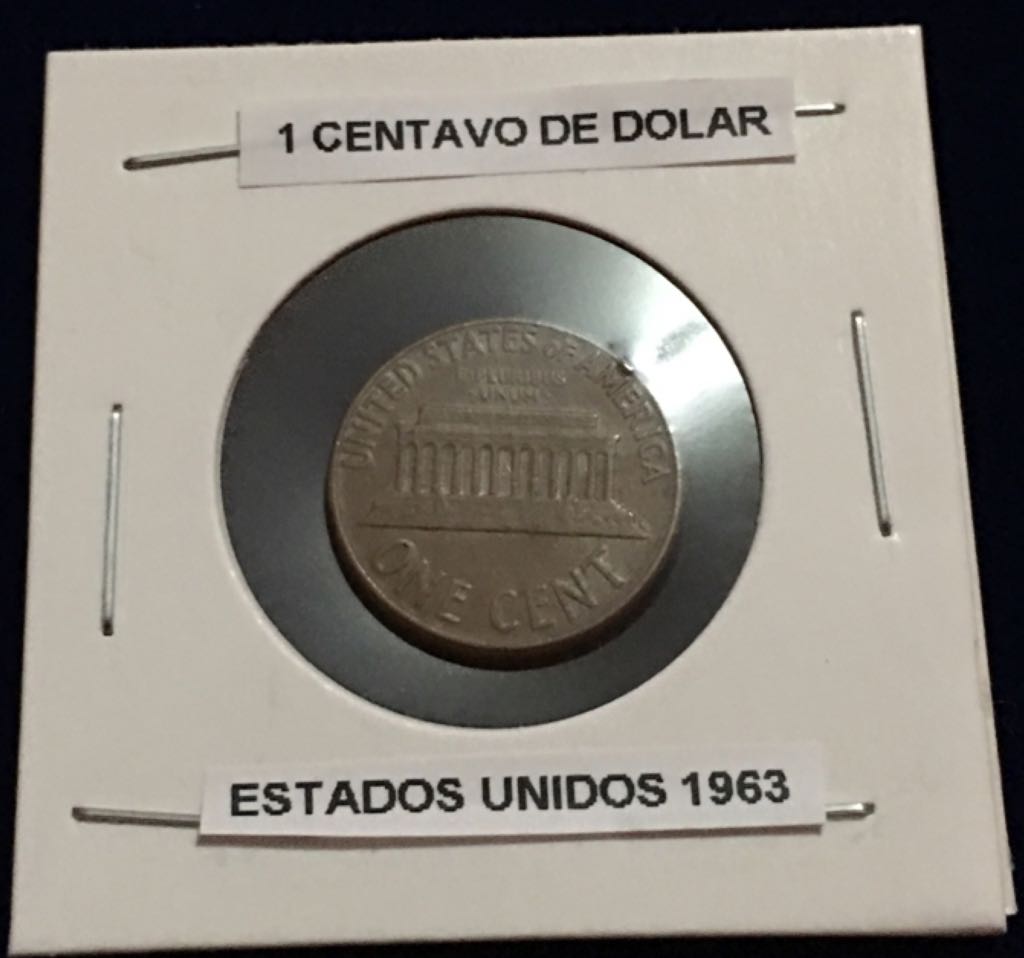 1 CENTAVO DE DOLAR
UNITED STATES OF AMERICA
E PLURIBUS
UNUM
ONE CENT
ESTADOS UNIDOS 1963